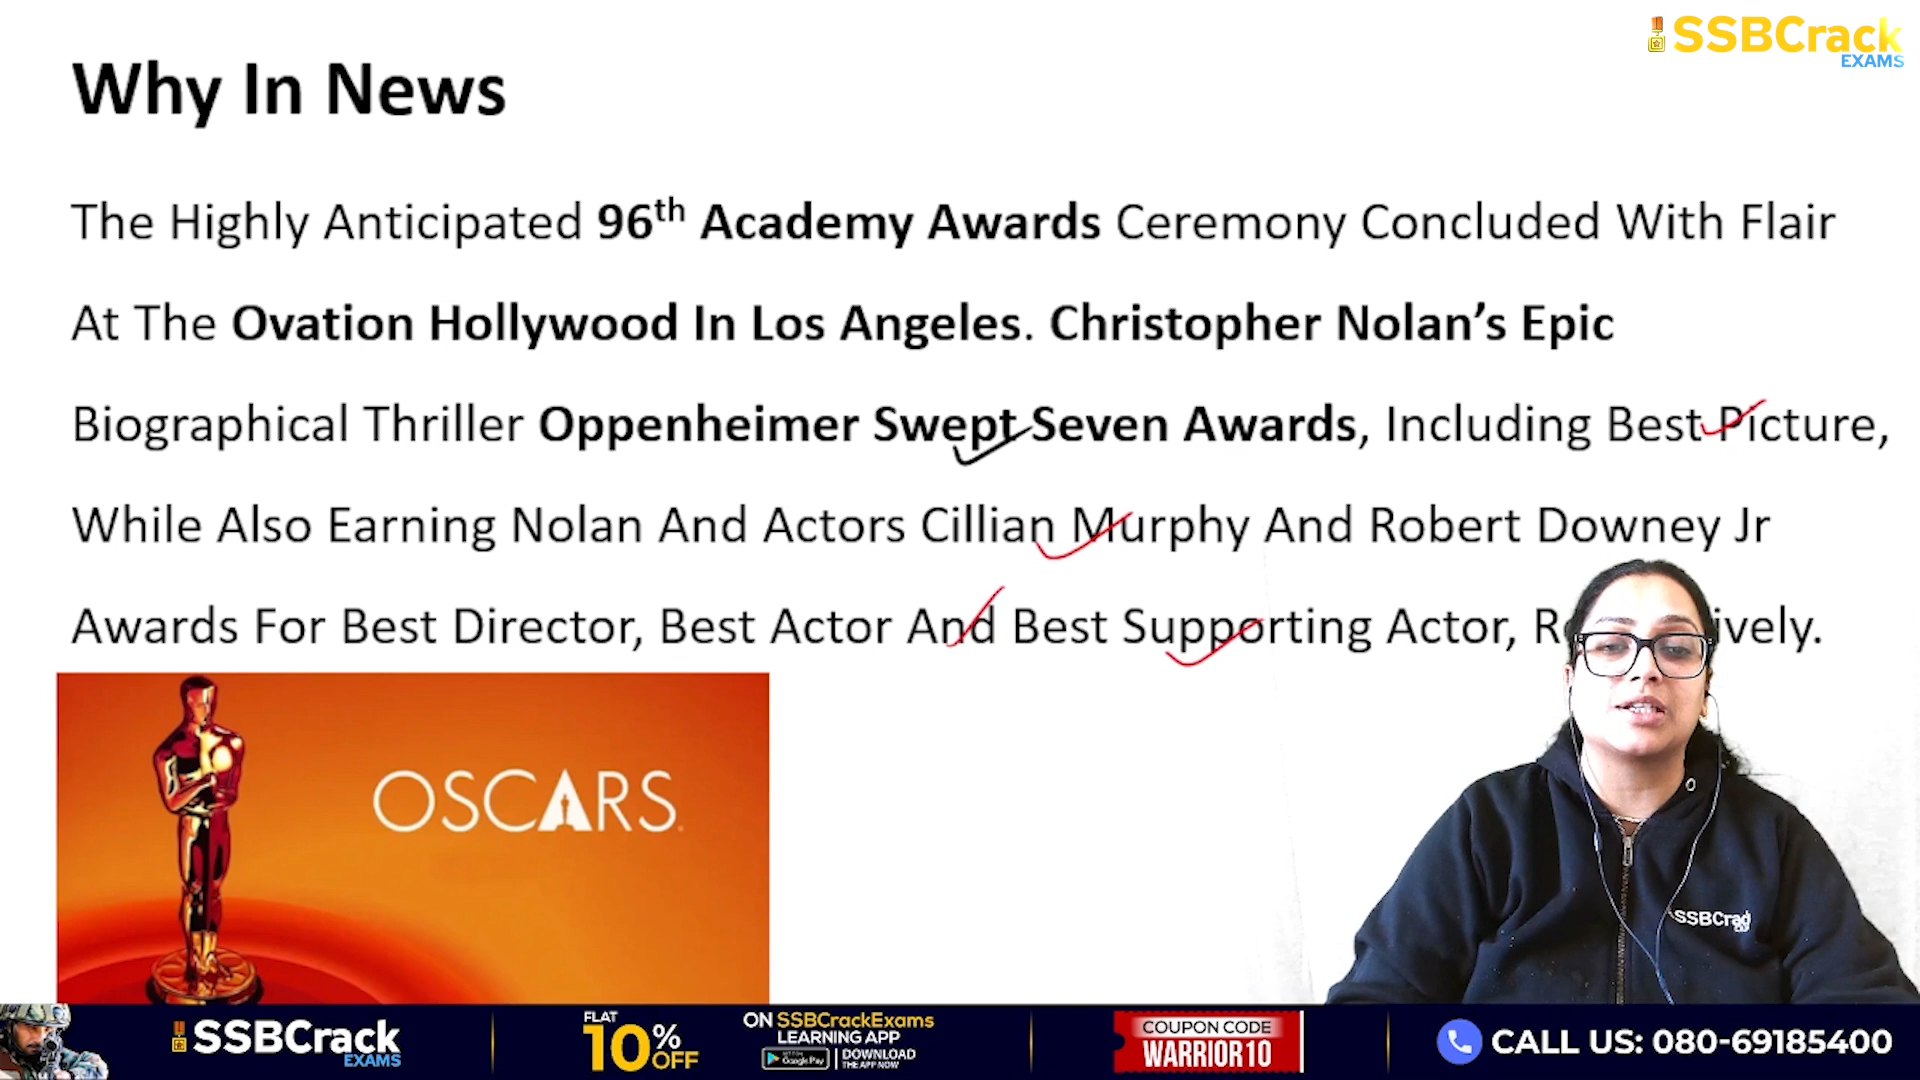 SSBCrack
EXAMS
Why In News
The Highly Anticipated 96th Academy Awards Ceremony Concluded With Flair
At The Ovation Hollywood In Los Angeles. Christopher Nolan’s Epic
Biographical Thriller Oppenheimer Swept Seven Awards, Including Best Picture,
While Also Earning Nolan And Actors Cillian Murphy And Robert Downey Jr
Awards For Best Director, Best Actor And Best Supporting Actor,
OSCARS
SSBCrack
EXAMS
FLAT
10% OFF
ON SSBCrackExams
LEARNING APP
Google Play
DOWNLOAD
THE APP NOW
COUPON CODE
WARRIOR10
CALL US: 080-69185400